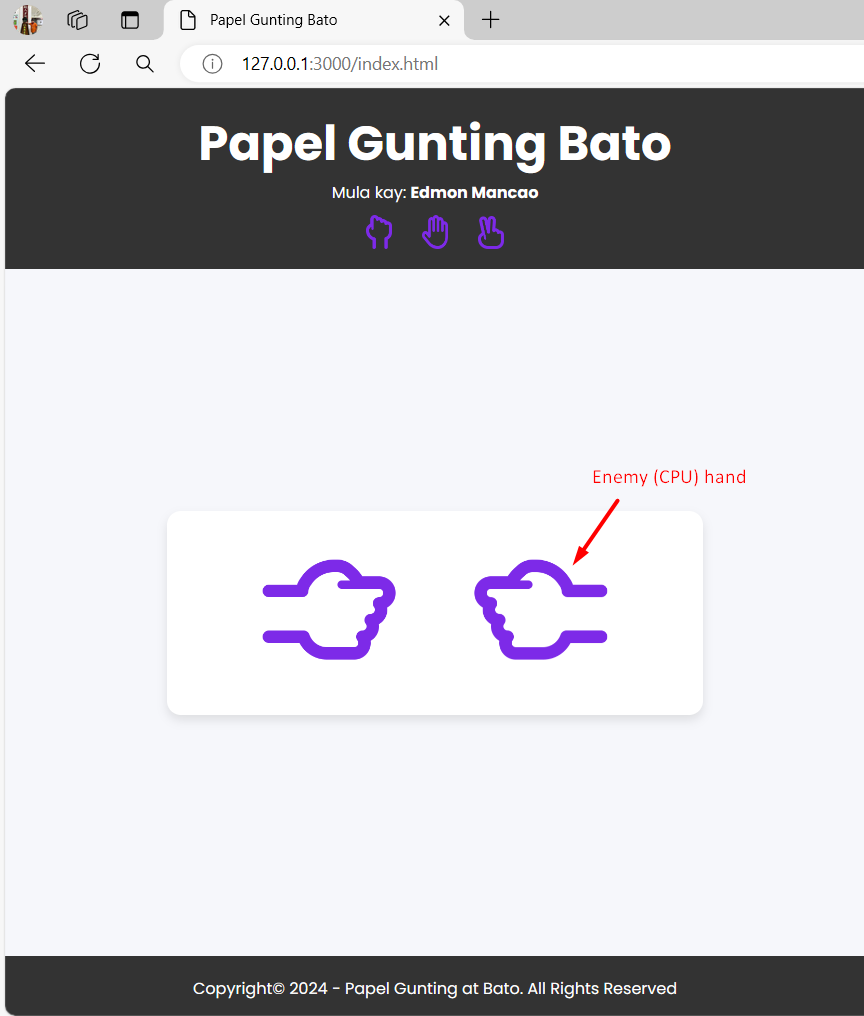 Papel Gunting Bato
127.0.0.1:3000/index.html
Papel Gunting Bato
Mula kay: Edmon Mancao
Enemy (CPU) hand
Copyright© 2024 - Papel Gunting at Bato. All Rights Reserved